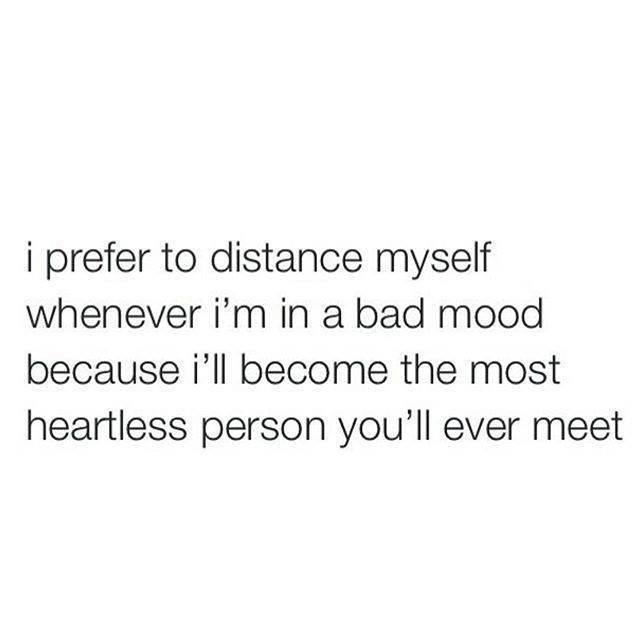 i prefer to distance myself
whenever i’m in a bad mood
because i’ll become the most
heartless person you’ll ever meet